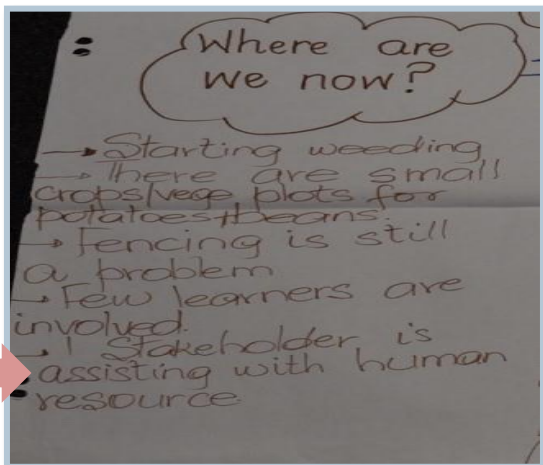 Where are
we now?
→ Starting weeding
→ There are small
crops/vege plots for
potatoes+beans.
→ Fencing is still
a problem
→ Few learners are
involved.
→ 1 Stakeholder is
assisting with human
resource